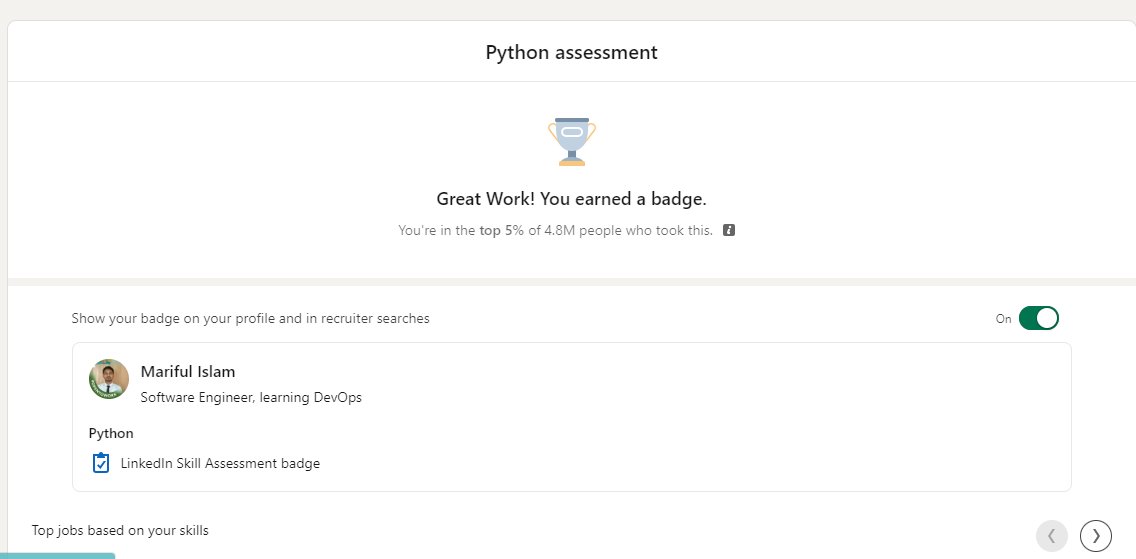 Python assessment
Great Work! You earned a badge.
You're in the top 5% of 4.8M people who took this.
Show your badge on your profile and in recruiter searches
On
Mariful Islam
Software Engineer, learning DevOps
Python
LinkedIn Skill Assessment badge
Top jobs based on your skills